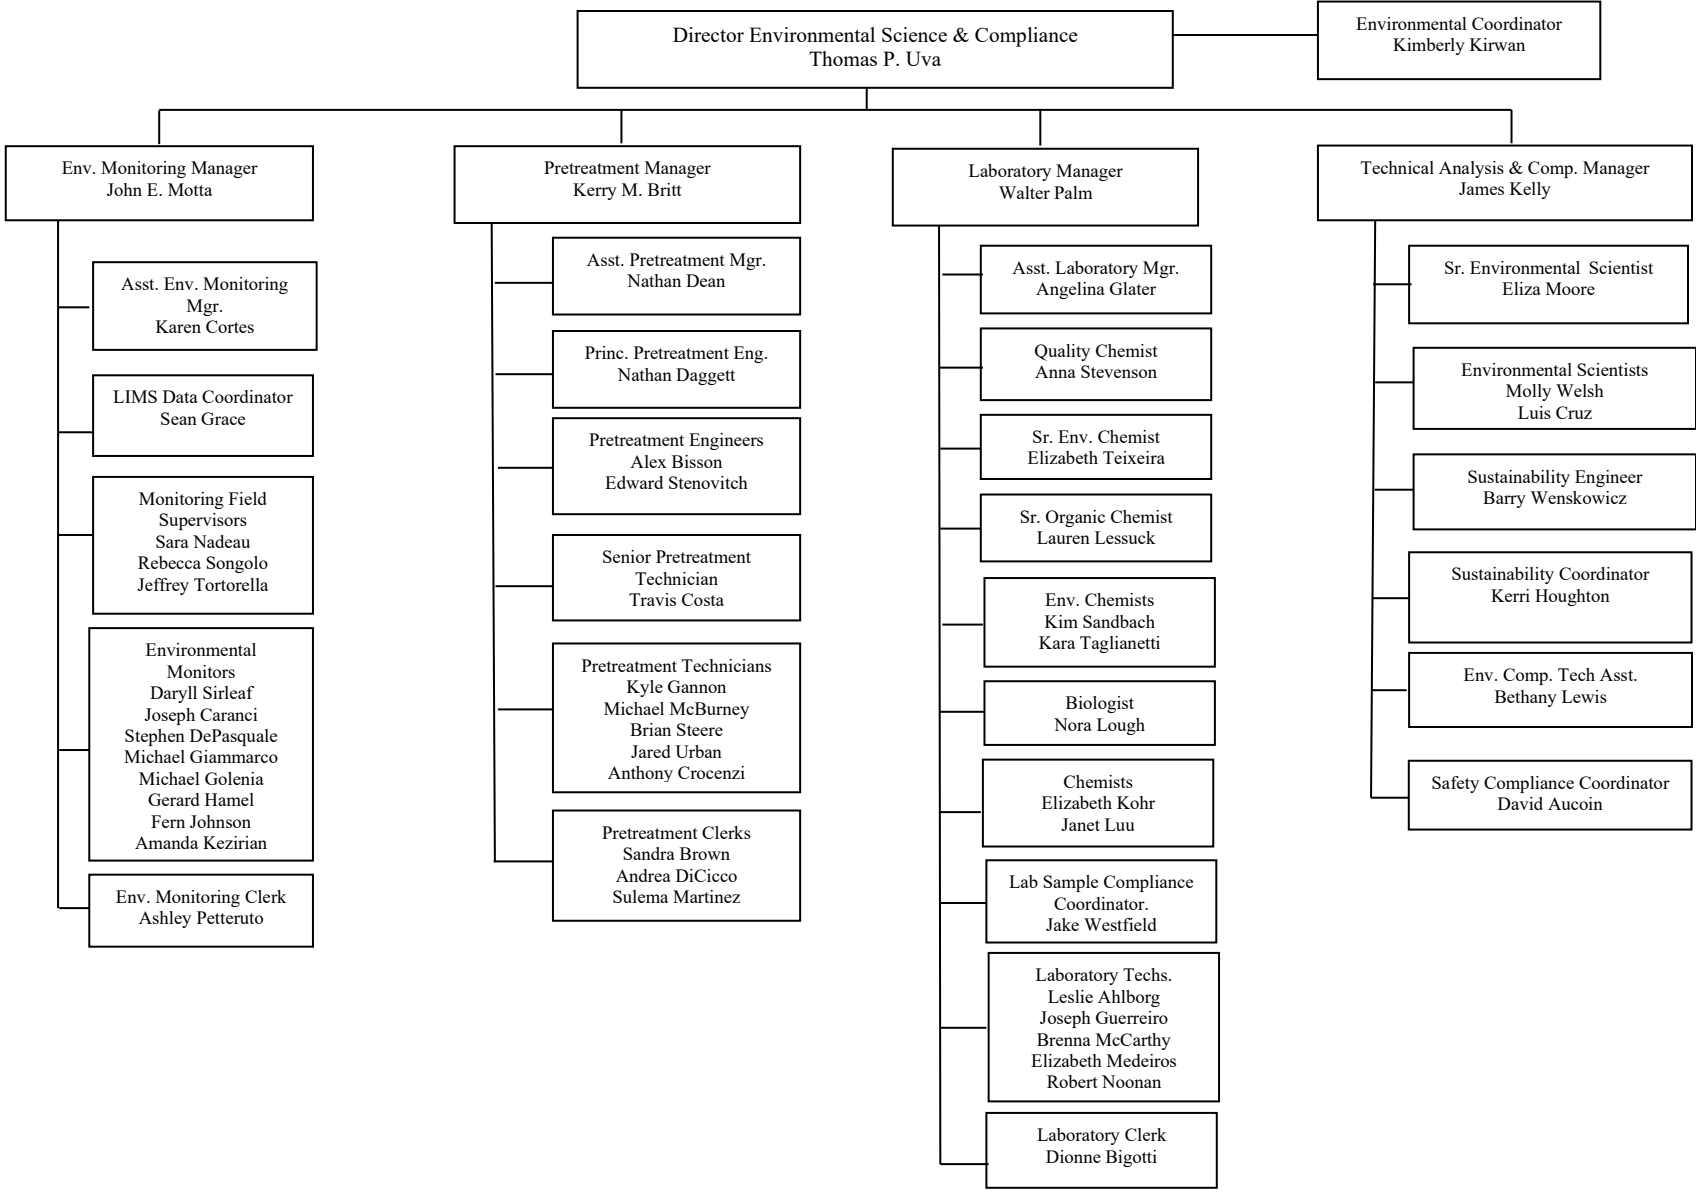 Director Environmental Science & Compliance
Thomas P. Uva
Environmental Coordinator
Kimberly Kirwan
Env. Monitoring Manager
John E. Motta
Asst. Env. Monitoring
Mgr.
Karen Cortes
LIMS Data Coordinator
Sean Grace
Monitoring Field
Supervisors
Sara Nadeau
Rebecca Songolo
Jeffrey Tortorella
Environmental
Monitors
Daryll Sirleaf
Joseph Caranci
Stephen DePasquale
Michael Giammarco
Michael Golenia
Gerard Hamel
Fern Johnson
Amanda Kezirian
Env. Monitoring Clerk
Ashley Petteruto
Pretreatment Manager
Kerry M. Britt
Asst. Pretreatment Mgr.
Nathan Dean
Princ. Pretreatment Eng.
Nathan Daggett
Pretreatment Engineers
Alex Bisson
Edward Stenovitch
Senior Pretreatment
Technician
Travis Costa
Pretreatment Technicians
Kyle Gannon
Michael McBurney
Brian Steere
Jared Urban
Anthony Crocenzi
Pretreatment Clerks
Sandra Brown
Andrea DiCicco
Sulema Martinez
Laboratory Manager
Walter Palm
Asst. Laboratory Mgr.
Angelina Glater
Quality Chemist
Anna Stevenson
Sr. Env. Chemist
Elizabeth Teixeira
Sr. Organic Chemist
Lauren Lessuck
Env. Chemists
Kim Sandbach
Kara Taglianetti
Biologist
Nora Lough
Chemists
Elizabeth Kohr
Janet Luu
Lab Sample Compliance
Coordinator.
Jake Westfield
Laboratory Techs.
Leslie Ahlborg
Joseph Guerreiro
Brenna McCarthy
Elizabeth Medeiros
Robert Noonan
Laboratory Clerk
Dionne Bigotti
Technical Analysis & Comp. Manager
James Kelly
Sr. Environmental Scientist
Eliza Moore
Environmental Scientists
Molly Welsh
Luis Cruz
Sustainability Engineer
Barry Wenskowicz
Sustainability Coordinator
Kerri Houghton
Env. Comp. Tech Asst.
Bethany Lewis
Safety Compliance Coordinator
David Aucoin